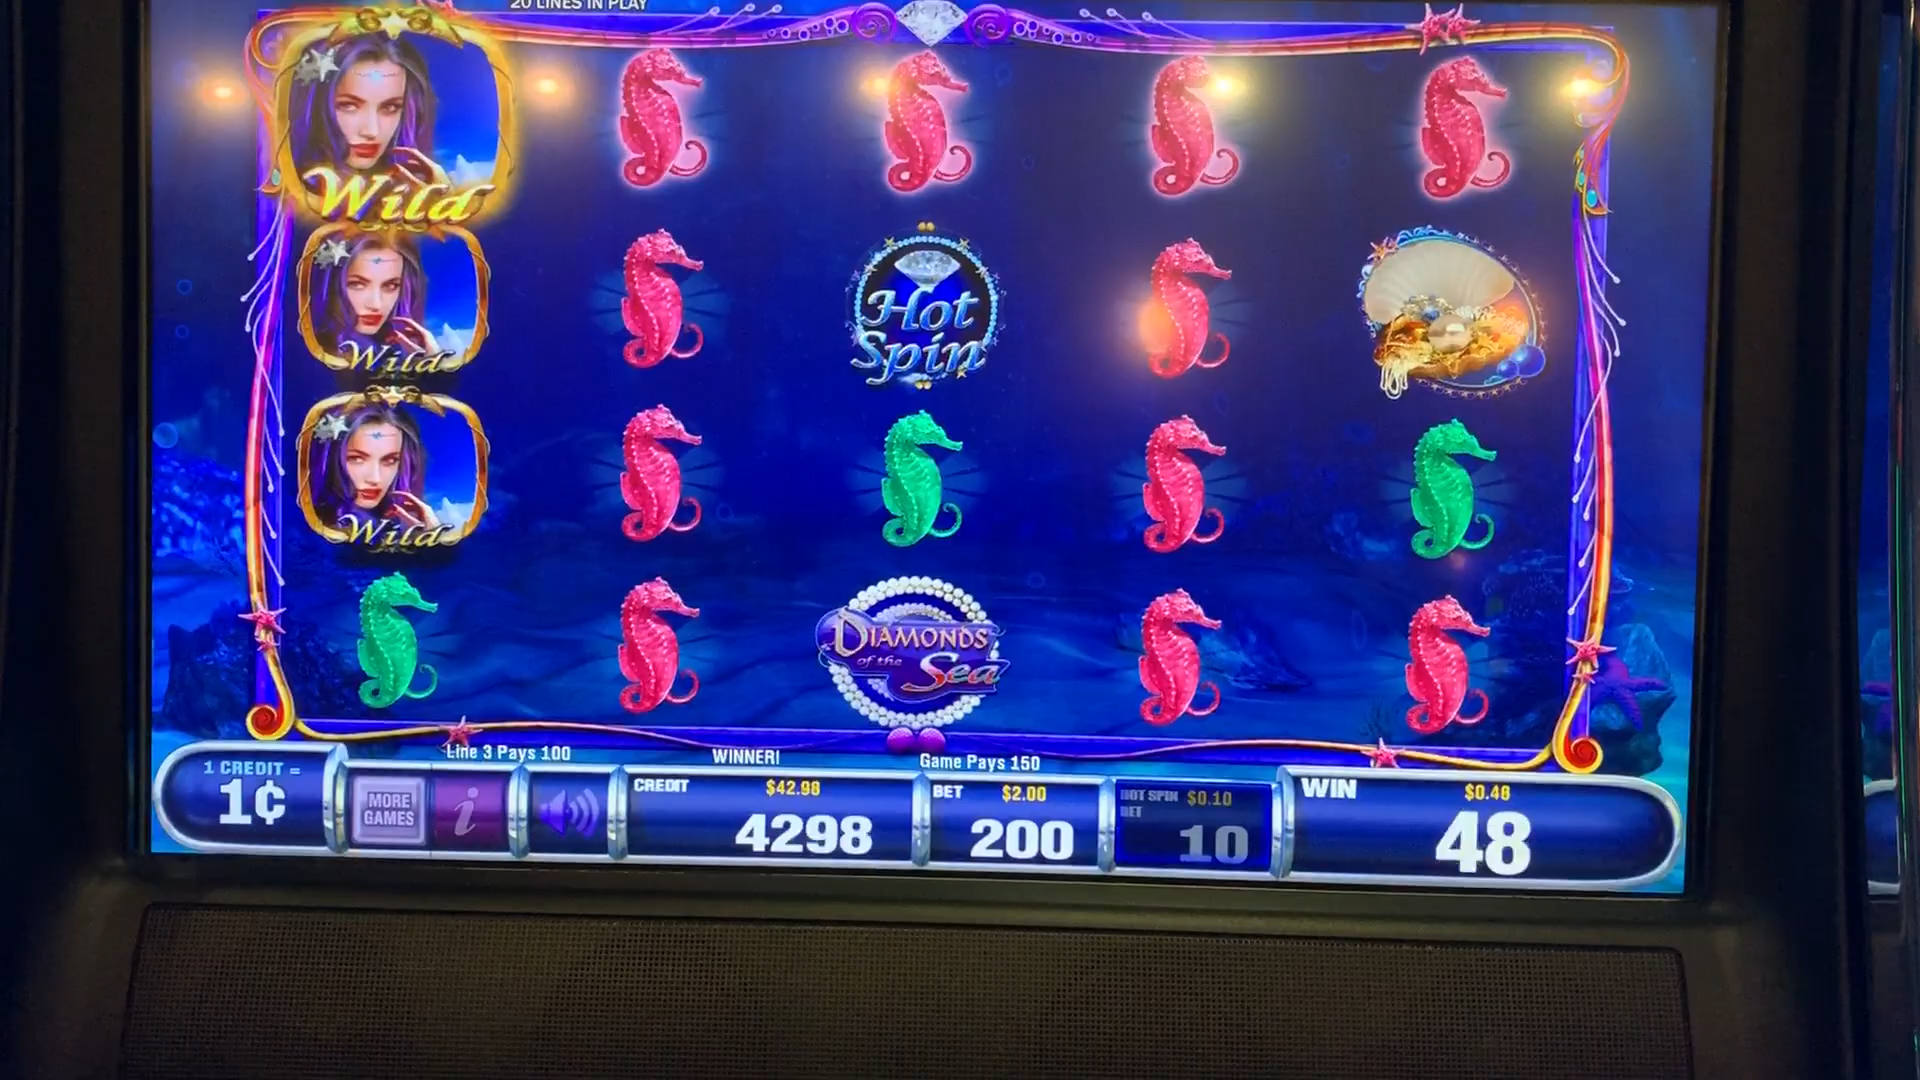 20 LINES IN PLAY
Wild
Wild
Hot
Spin
Wild
DIAMONDS
of the
Sea
Line 3 Pays 100
WINNER!
Game Pays 150
1 CREDIT =
1¢
MORE
GAMES
i
CREDIT
$42.98
4298
BET
$2.00
200
HOT SPIN
BET
$0.10
10
WIN
$0.48
48